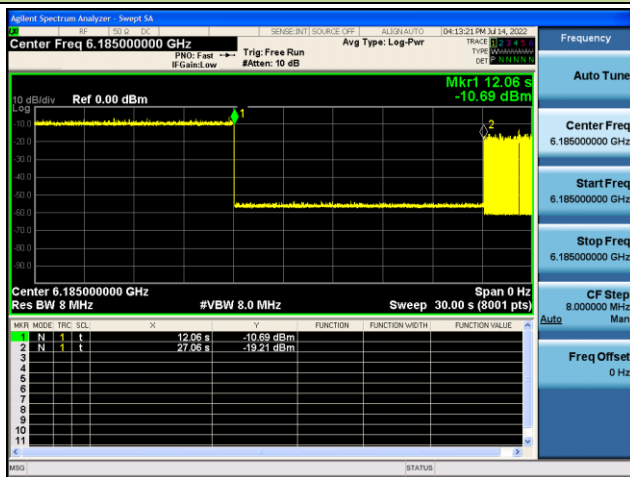 Agilent Spectrum Analyzer - Swept SA
RF 50 Ω DC SENSE:INT SOURCE OFF ALIGN AUTO 04:13:21 PM Jul 14, 2022
Center Freq 6.185000000 GHz
PNO: Fast
IFGain:Low
Trig: Free Run
#Atten: 10 dB
Avg Type: Log-Pwr
TRACE 1 2 3 4 5 6
TYPE
DET P N N N N N
Mkr1 12.06 s
-10.69 dBm
10 dB/div Ref 0.00 dBm
Log
-10.0
-20.0
-30.0
-40.0
-50.0
-60.0
-70.0
-80.0
-90.0
1
2
Center 6.185000000 GHz Span 0 Hz
Res BW 8 MHz #VBW 8.0 MHz Sweep 30.00 s (8001 pts)
MKR MODE TRC SCL X Y FUNCTION FUNCTION WIDTH FUNCTION VALUE
1 N 1 t 12.06 s -10.69 dBm
2 N 1 t 27.06 s -19.21 dBm
3
4
5
6
7
8
9
10
11
MSG STATUS
Frequency
Auto Tune
Center Freq
6.185000000 GHz
Start Freq
6.185000000 GHz
Stop Freq
6.185000000 GHz
CF Step
8.000000 MHz
Auto Man
Freq Offset
0 Hz